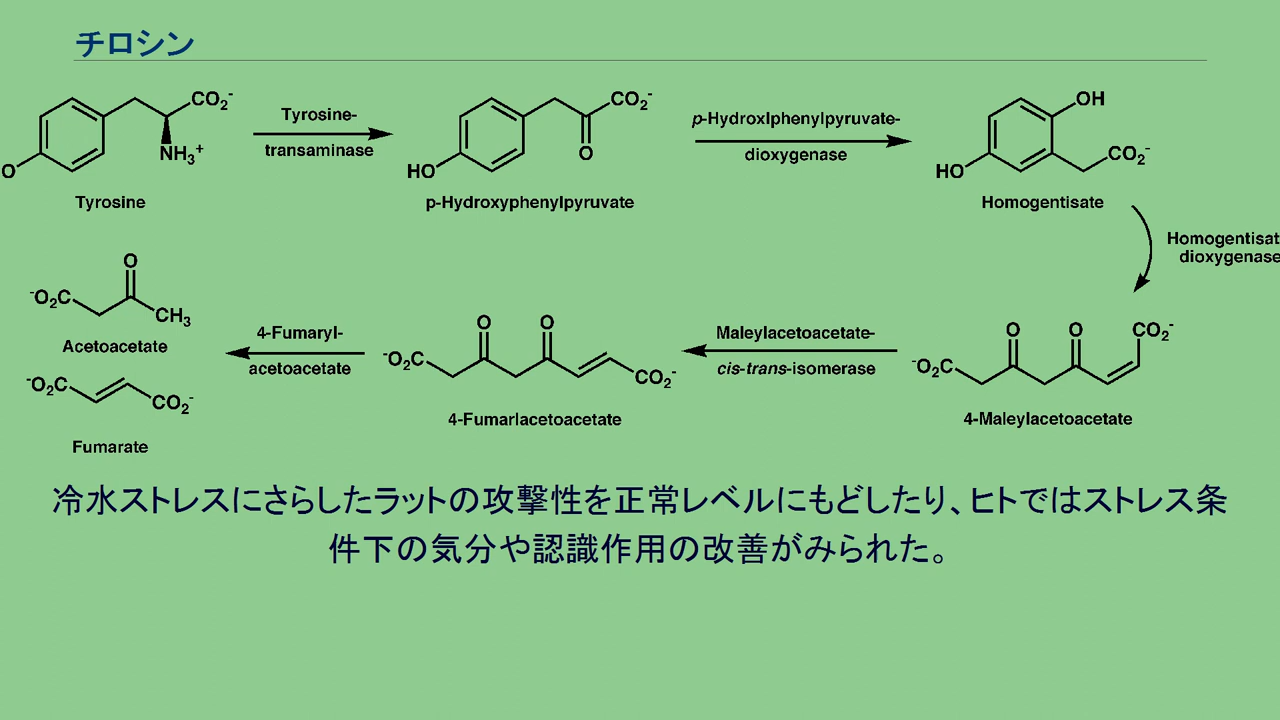 チロシン
CO₂⁻
NH₃⁺
O
Tyrosine
Tyrosine-
transaminase
CO₂⁻
O
HO
p-Hydroxyphenylpyruvate
p-Hydroxlphenylpyruvate-
dioxygenase
OH
CO₂⁻
HO
Homogentisate
Homogentisat
dioxygenase
O
⁻O₂C
CH₃
Acetoacetate
⁻O₂C
CO₂⁻
Fumarate
4-Fumaryl-
acetoacetate
O
O
⁻O₂C
CO₂⁻
4-Fumarlacetoacetate
Maleylacetoacetate-
cis-trans-isomerase
O
O
CO₂⁻
⁻O₂C
4-Maleylacetoacetate
冷水ストレスにさらしたラットの攻撃性を正常レベルにもどしたり、ヒトではストレス条
件下の気分や認識作用の改善がみられた。